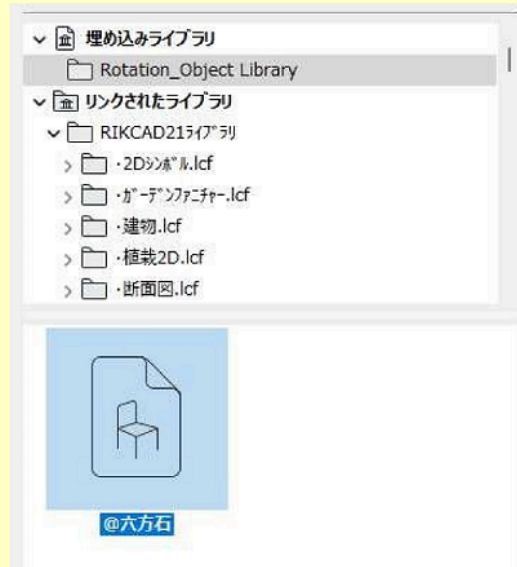 埋め込みライブラリ
Rotation_Object Library
リンクされたライブラリ
RIKCAD21ﾗｲﾌﾞﾗﾘ
·2Dｼﾝﾎﾞﾙ.lcf
·ｶﾞｰﾃﾞﾝﾌｧﾆﾁｬｰ.lcf
·建物.lcf
·植栽2D.lcf
·断面図.lcf
@六方石